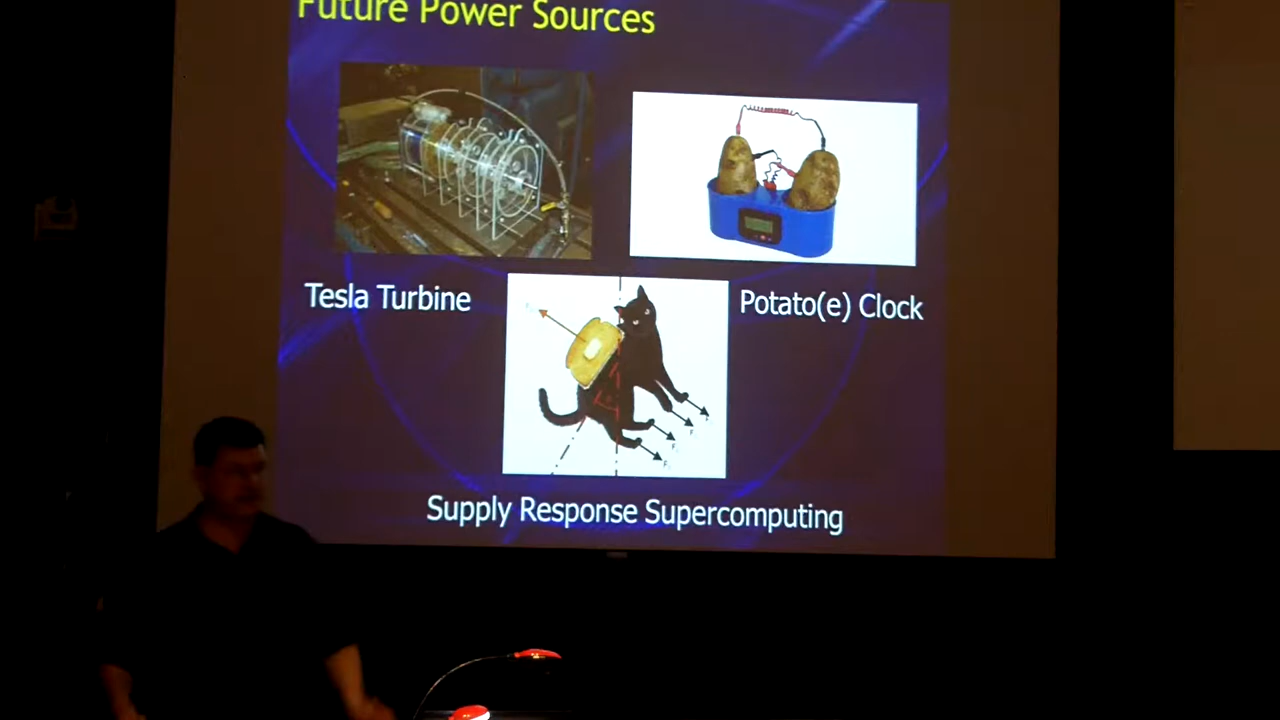 Future Power Sources
Tesla Turbine
Potato(e) Clock
Supply Response Supercomputing